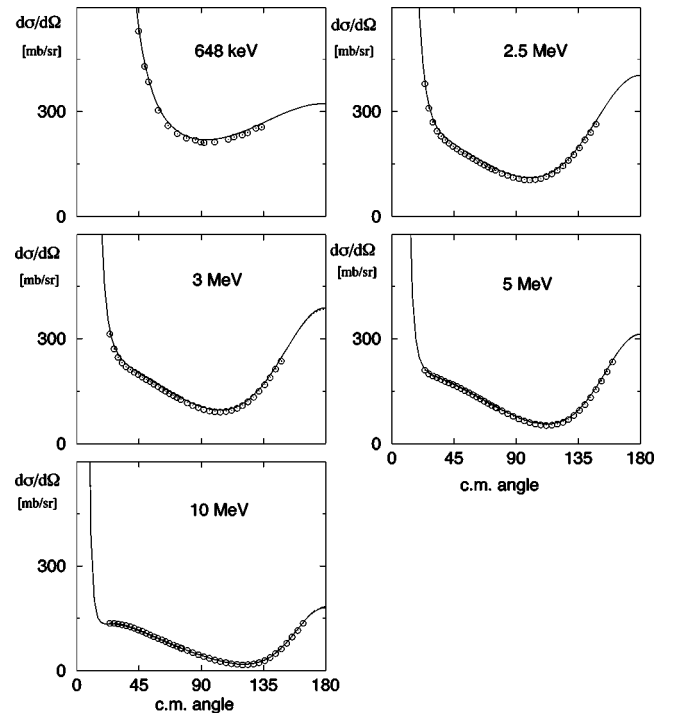 dσ/dΩ
[mb/sr]
648 keV
300
0
dσ/dΩ
[mb/sr]
2.5 MeV
300
0
dσ/dΩ
[mb/sr]
3 MeV
300
0
dσ/dΩ
[mb/sr]
5 MeV
300
0
0 45 90 135 180
c.m. angle
dσ/dΩ
[mb/sr]
10 MeV
300
0
0 45 90 135 180
c.m. angle